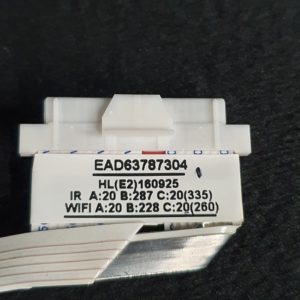 EAD63787304
HL(E2)160925
IR A:20 B:287 C:20(335)
WIFI A:20 B:228 C:20(260)